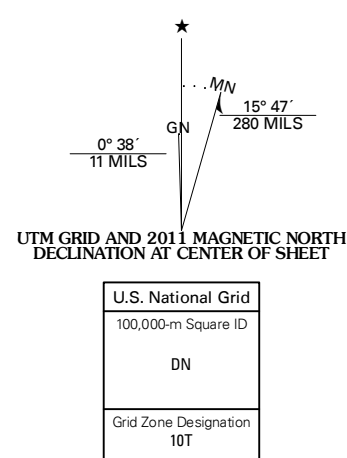 ★
MN
15° 47´
280 MILS
GN
0° 38´
11 MILS
UTM GRID AND 2011 MAGNETIC NORTH
DECLINATION AT CENTER OF SHEET
U.S. National Grid
100,000-m Square ID
DN
Grid Zone Designation
10T